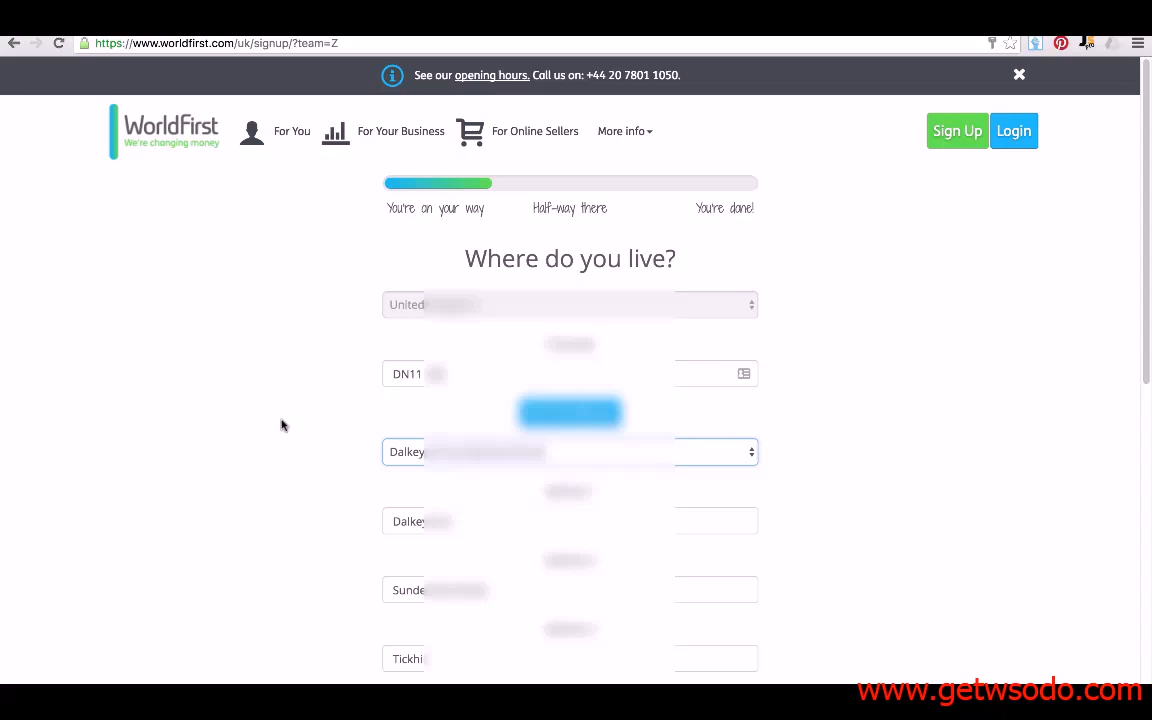 https://www.worldfirst.com/uk/signup/?team=Z
See our opening hours. Call us on: +44 20 7801 1050.
WorldFirst
We're changing money
For You
For Your Business
For Online Sellers
More info
Sign Up
Login
You're on your way
Half-way there
You're done!
Where do you live?
United
DN11
Dalkey
Dalkey
Sunde
Tickhi
www.getwsodo.com